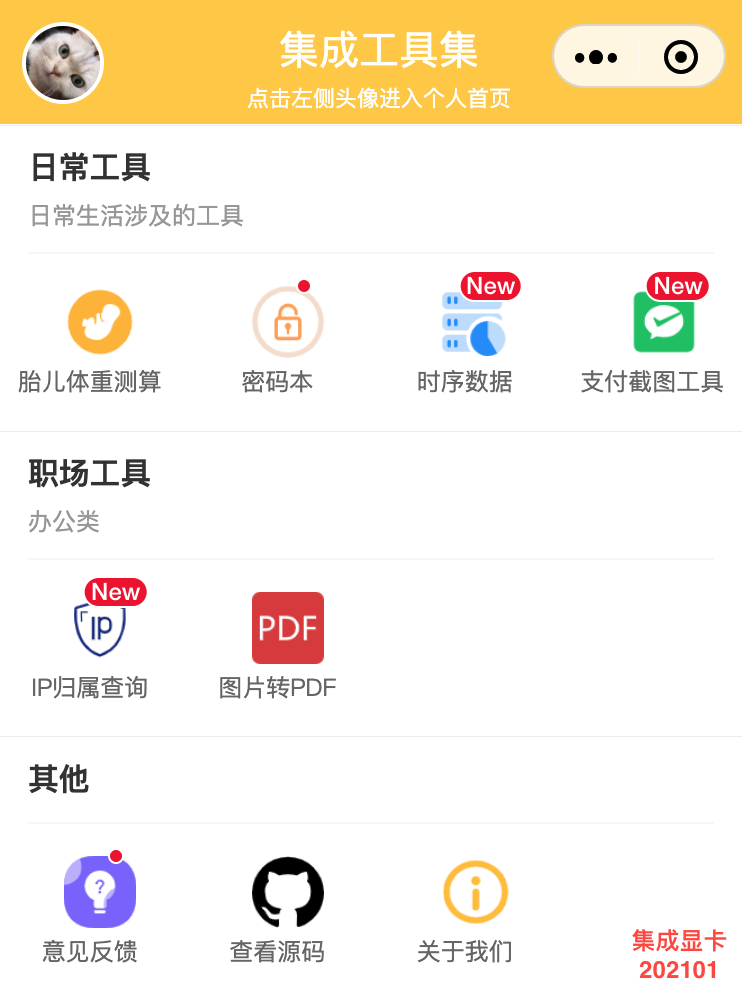 集成工具集
点击左侧头像进入个人首页
日常工具
日常生活涉及的工具
New
New
胎儿体重测算
密码本
时序数据
支付截图工具
职场工具
办公类
New
IP
PDF
IP归属查询
图片转PDF
其他
?
意见反馈
查看源码
关于我们
集成显卡
202101